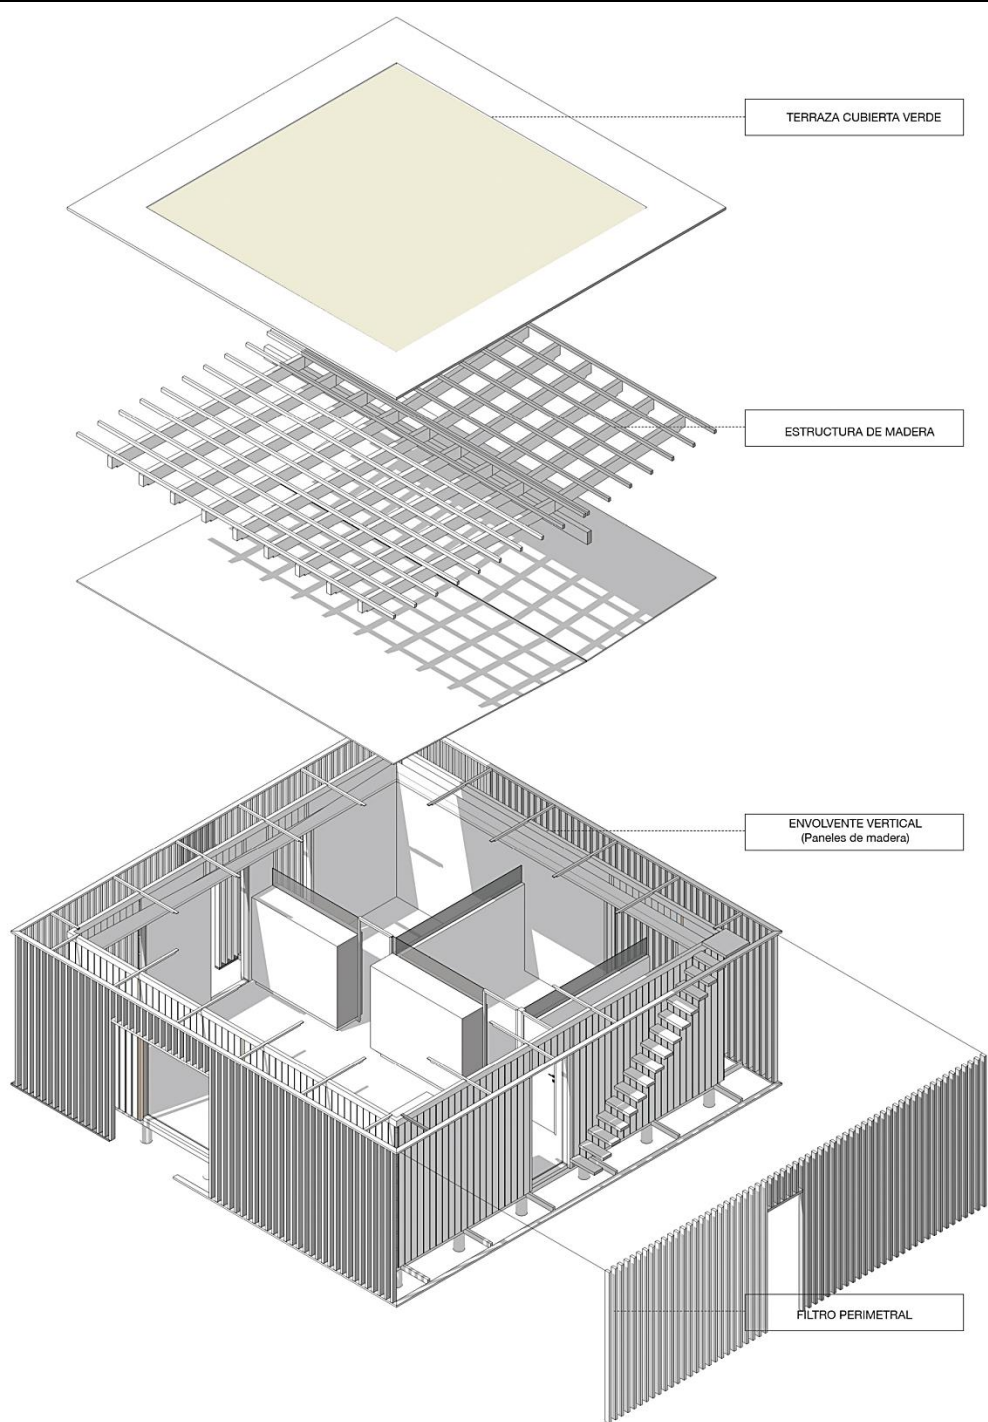 TERRAZA CUBIERTA VERDE
ESTRUCTURA DE MADERA
ENVOLVENTE VERTICAL
(Paneles de madera)
FILTRO PERIMETRAL